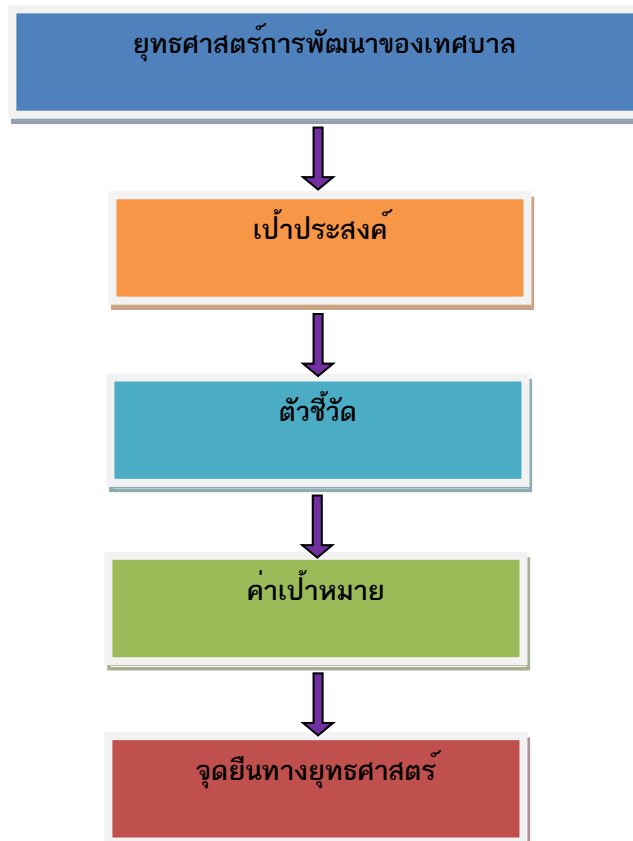 ยุทธศาสตร์การพัฒนาของเทศบาล
เป้าประสงค์
ตัวชี้วัด
ค่าเป้าหมาย
จุดยืนทางยุทธศาสตร์